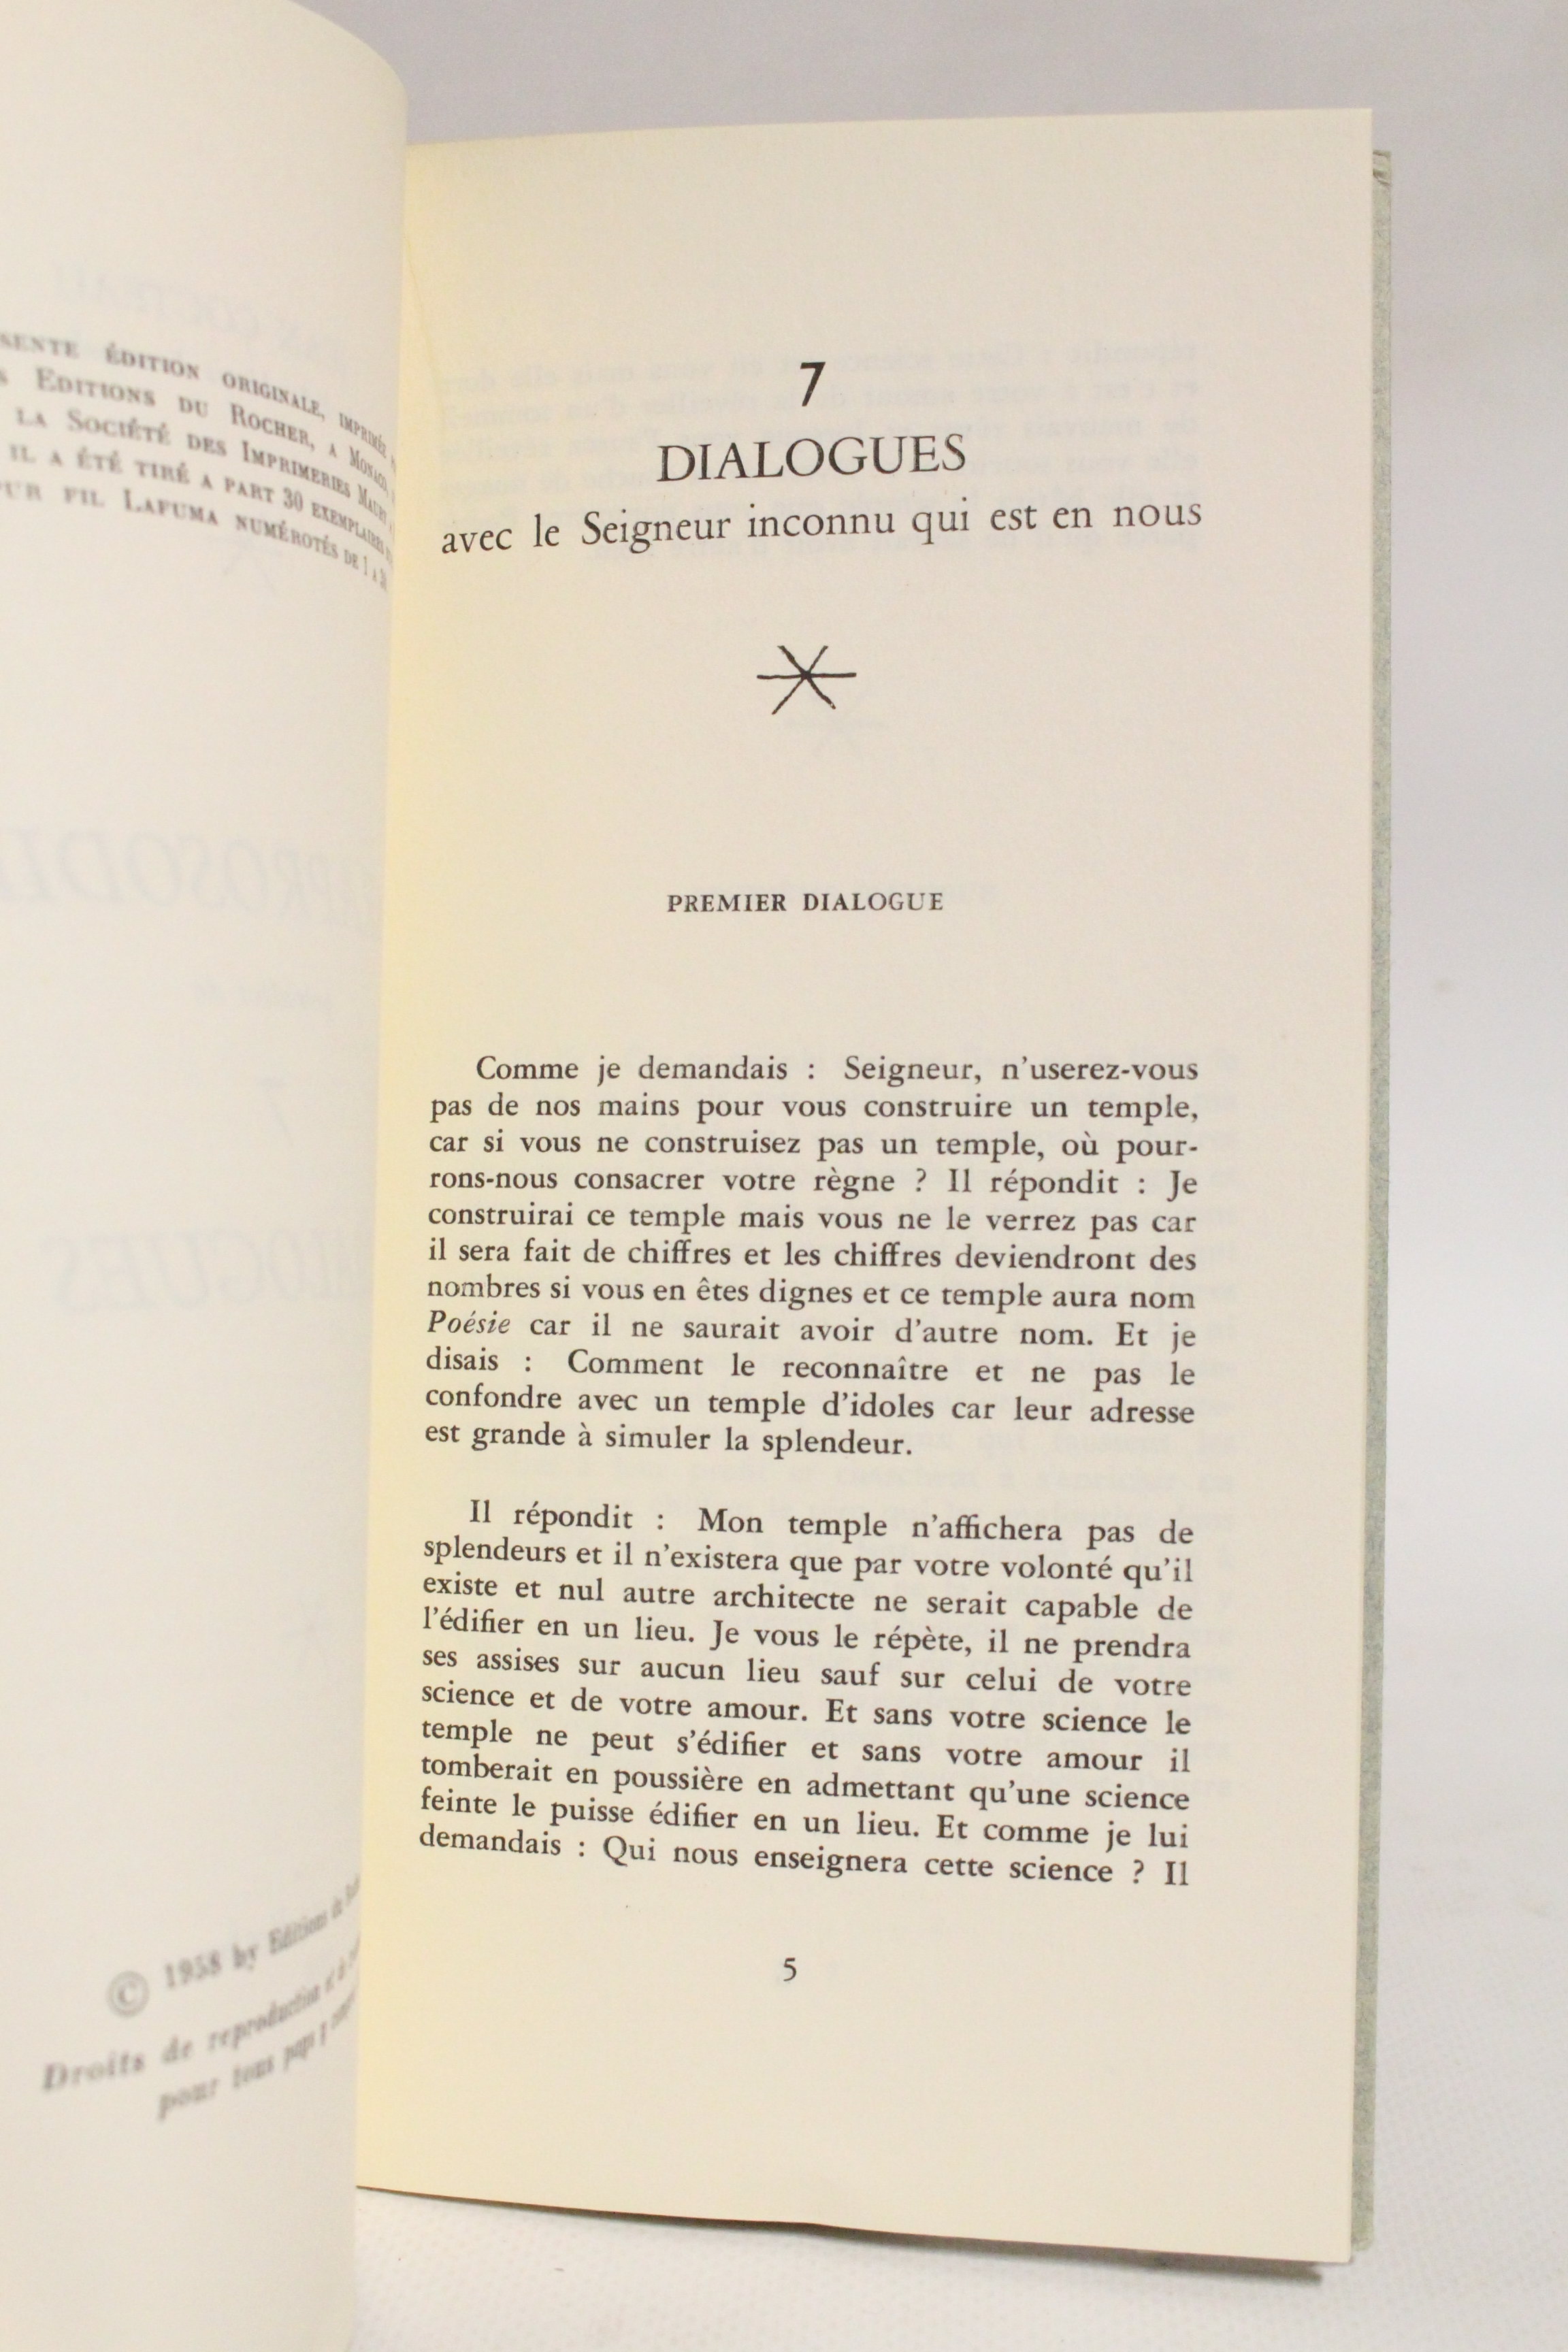 ÉDITION ORIGINALE, IMPRIMÉE
EDITIONS DU ROCHER, A MONACO,
LA SOCIÉTÉ DES IMPRIMERIES
IL A ÉTÉ TIRÉ A PART 30 EXEMPLAIRES
FIL LAFUMA NUMÉROTÉS DE 1 A
© 1958 by Editions
Droits de reproduction
pour tous pays
7
DIALOGUES
avec le Seigneur inconnu qui est en nous
PREMIER DIALOGUE
Comme je demandais : Seigneur, n'userez-vous
pas de nos mains pour vous construire un temple,
car si vous ne construisez pas un temple, où pour-
rons-nous consacrer votre règne ? Il répondit : Je
construirai ce temple mais vous ne le verrez pas car
il sera fait de chiffres et les chiffres deviendront des
nombres si vous en êtes dignes et ce temple aura nom
Poésie car il ne saurait avoir d'autre nom. Et je
disais : Comment le reconnaître et ne pas le
confondre avec un temple d'idoles car leur adresse
est grande à simuler la splendeur.
Il répondit : Mon temple n'affichera pas de
splendeurs et il n'existera que par votre volonté qu'il
existe et nul autre architecte ne serait capable de
l'édifier en un lieu. Je vous le répète, il ne prendra
ses assises sur aucun lieu sauf sur celui de votre
science et de votre amour. Et sans votre science le
temple ne peut s'édifier et sans votre amour il
tomberait en poussière en admettant qu'une science
feinte le puisse édifier en un lieu. Et comme je lui
demandais : Qui nous enseignera cette science ? Il
5